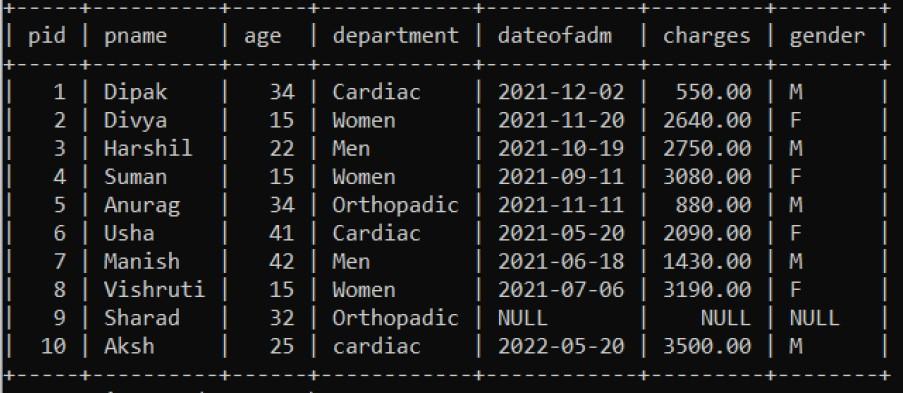 +-----+----------+------+------------+------------+---------+--------+
| pid | pname    | age  | department | dateofadm  | charges | gender |
+-----+----------+------+------------+------------+---------+--------+
|   1 | Dipak    |   34 | Cardiac    | 2021-12-02 |  550.00 | M      |
|   2 | Divya    |   15 | Women      | 2021-11-20 | 2640.00 | F      |
|   3 | Harshil  |   22 | Men        | 2021-10-19 | 2750.00 | M      |
|   4 | Suman    |   15 | Women      | 2021-09-11 | 3080.00 | F      |
|   5 | Anurag   |   34 | Orthopadic | 2021-11-11 |  880.00 | M      |
|   6 | Usha     |   41 | Cardiac    | 2021-05-20 | 2090.00 | F      |
|   7 | Manish   |   42 | Men        | 2021-06-18 | 1430.00 | M      |
|   8 | Vishruti |   15 | Women      | 2021-07-06 | 3190.00 | F      |
|   9 | Sharad   |   32 | Orthopadic | NULL       |    NULL | NULL   |
|  10 | Aksh     |   25 | cardiac    | 2022-05-20 | 3500.00 | M      |
+-----+----------+------+------------+------------+---------+--------+